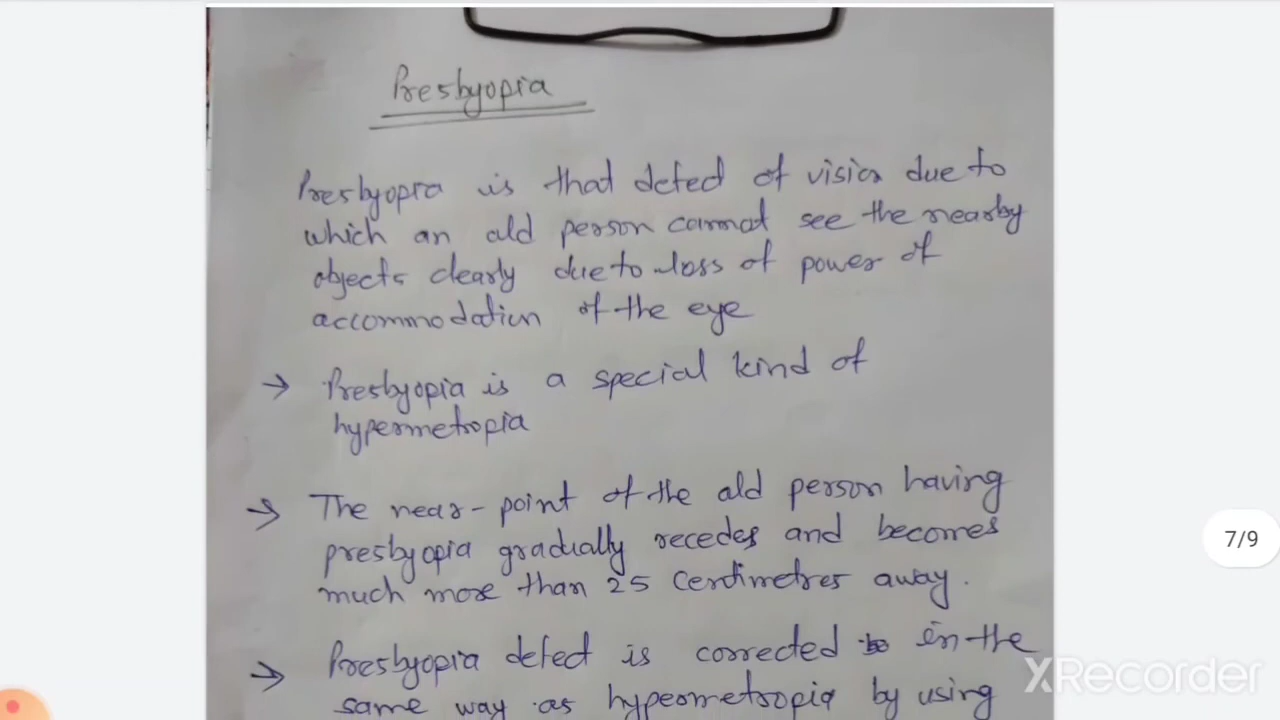 Presbyopia
Presbyopia is that defect of vision due to
which an old person cannot see the nearby
objects clearly due to loss of power of
accommodation of the eye
→ Presbyopia is a special kind of
hypermetropia
→ The near-point of the old person having
presbyopia gradually recedes and becomes
much more than 25 centimetres away.
7/9
→ Presbyopia defect is corrected in the
same way as hypermetropia by using
XRecorder